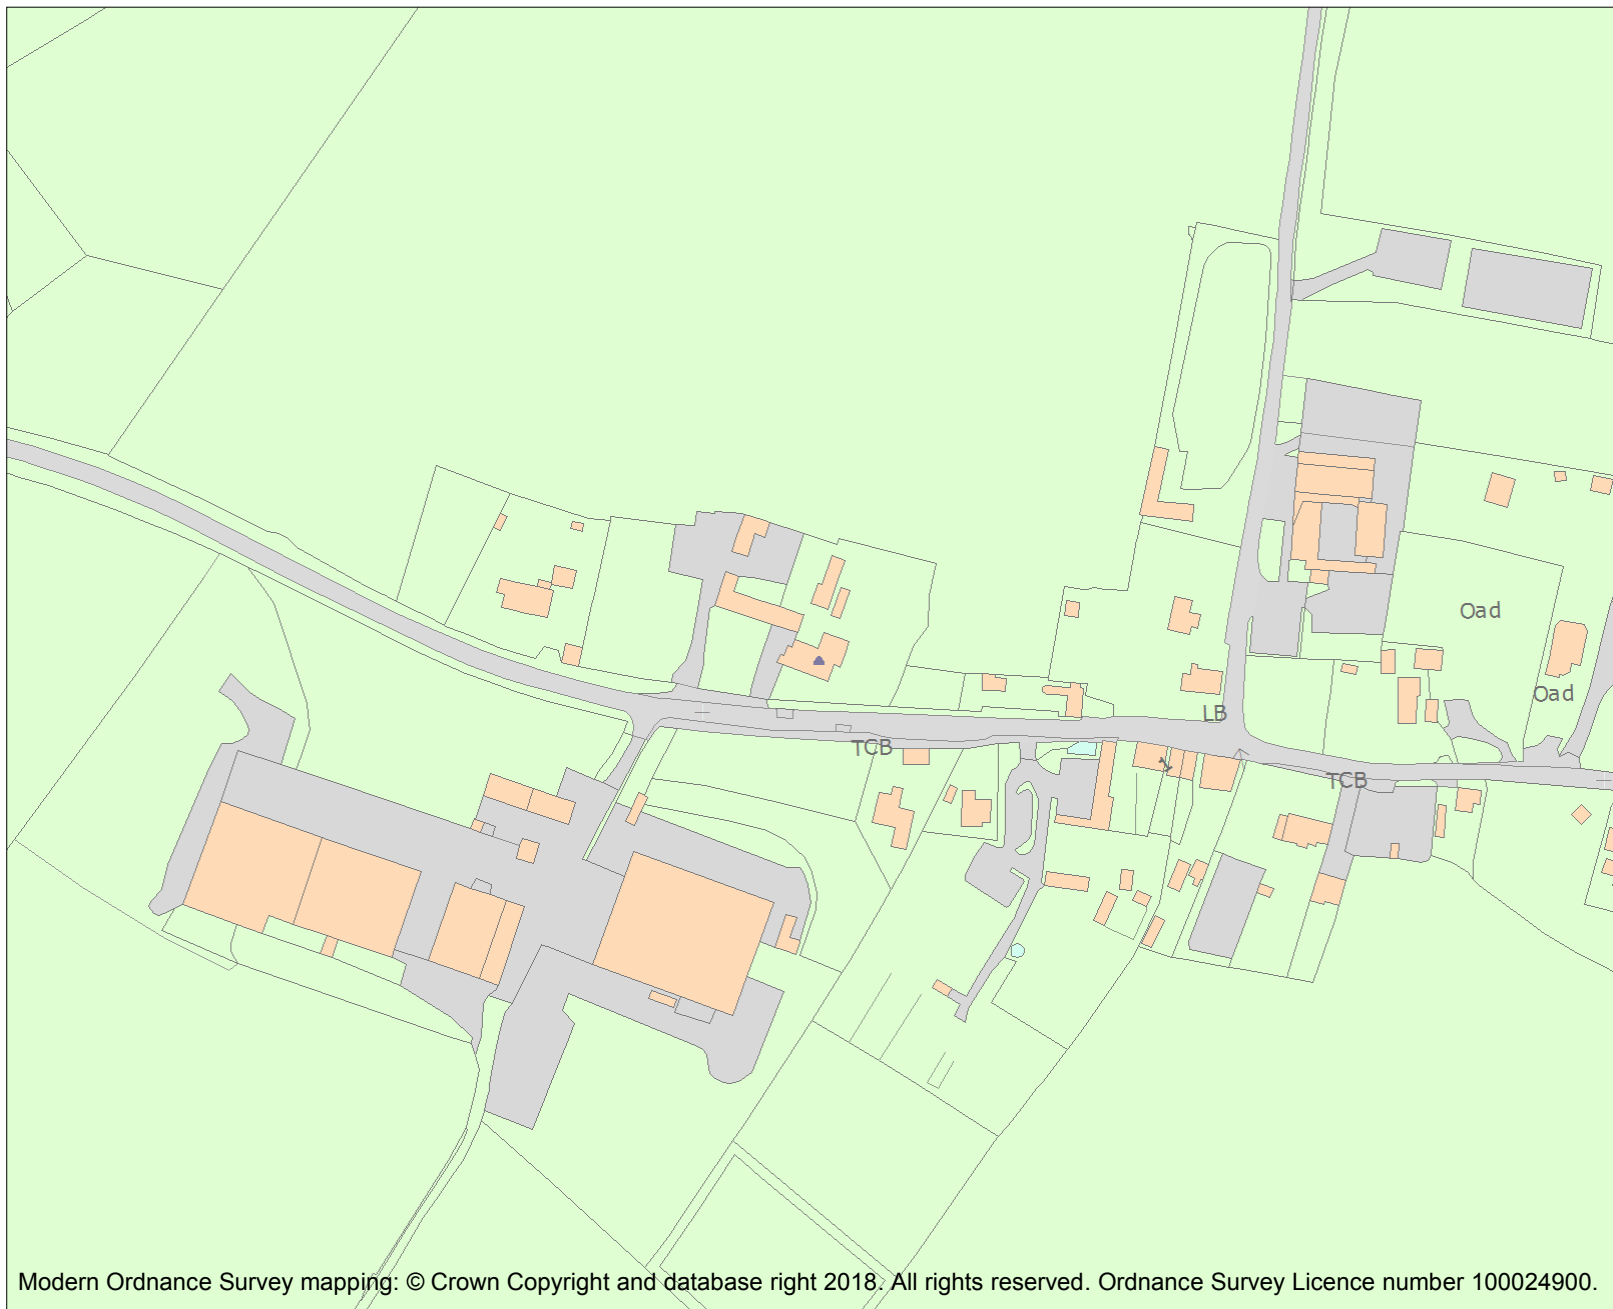 Oad
Oad
LB
TCB
1
TCB
Modern Ordnance Survey mapping: © Crown Copyright and database right 2018. All rights reserved. Ordnance Survey Licence number 100024900.